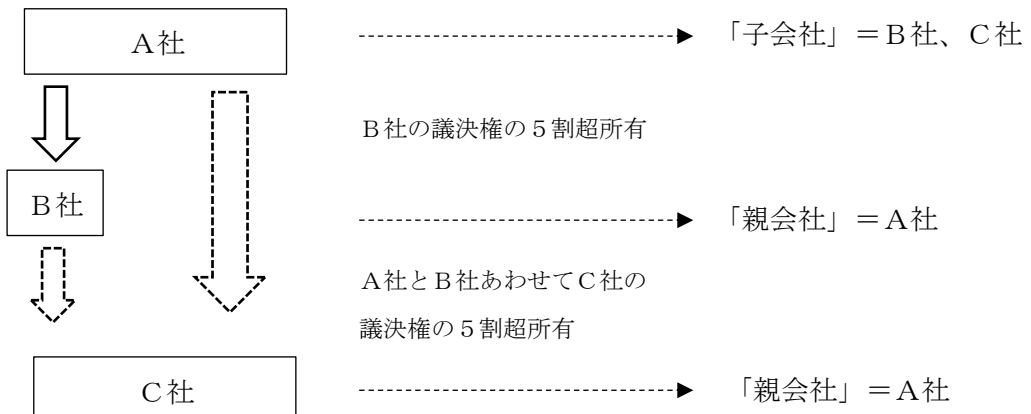 A社
「子会社」＝B社、C社
B社の議決権の5割超所有
B社
「親会社」＝A社
A社とB社あわせてC社の
議決権の5割超所有
C社
「親会社」＝A社